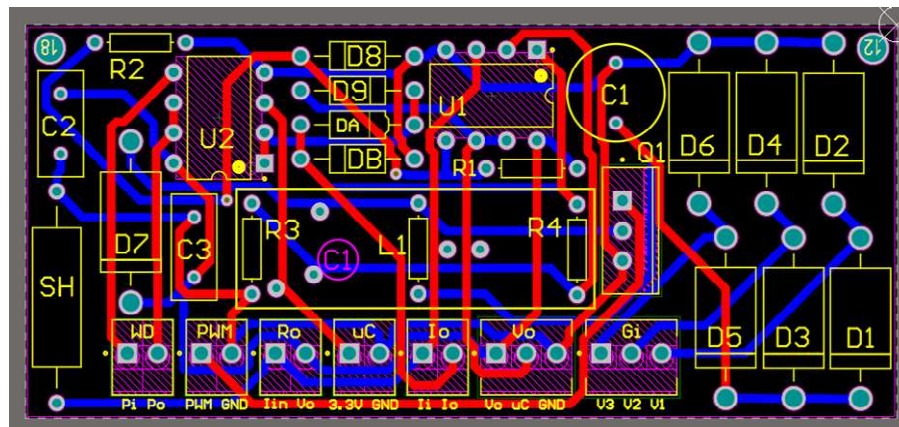 18
R2
D8
12
D9
U1
C1
C2
U2
DA
D6
D4
D2
DB
R1
Q1
D7
C3
R3
C1
L1
R4
SH
D5
D3
D1
WD
PWM
Ro
uC
Io
Vo
Gi
Pi Po
PWM GND
Iin Vo
3.3V GND
Ii Io
Vo uC GND
V3 V2 V1